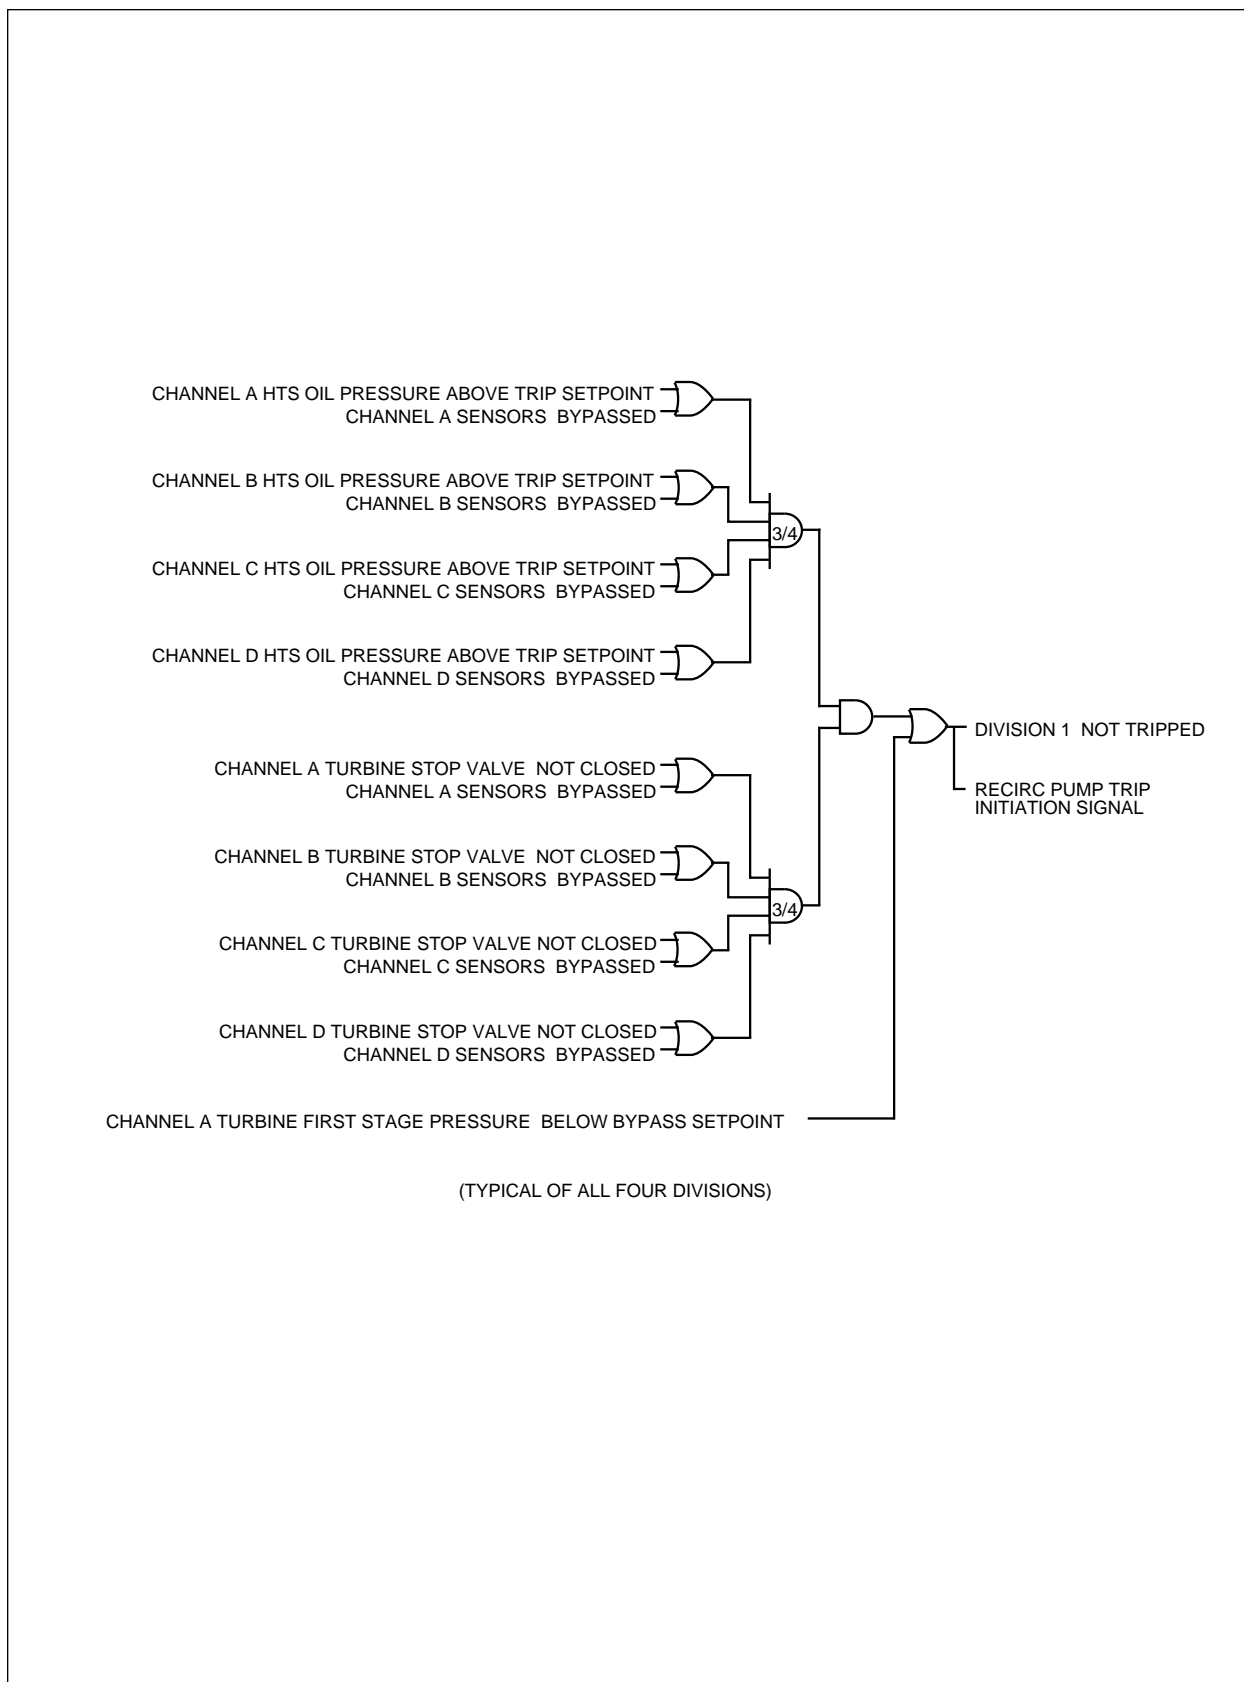 CHANNEL A HTS OIL PRESSURE ABOVE TRIP SETPOINT
CHANNEL A SENSORS BYPASSED
CHANNEL B HTS OIL PRESSURE ABOVE TRIP SETPOINT
CHANNEL B SENSORS BYPASSED
3/4
CHANNEL C HTS OIL PRESSURE ABOVE TRIP SETPOINT
CHANNEL C SENSORS BYPASSED
CHANNEL D HTS OIL PRESSURE ABOVE TRIP SETPOINT
CHANNEL D SENSORS BYPASSED
DIVISION 1 NOT TRIPPED
CHANNEL A TURBINE STOP VALVE NOT CLOSED
CHANNEL A SENSORS BYPASSED
RECIRC PUMP TRIP
INITIATION SIGNAL
CHANNEL B TURBINE STOP VALVE NOT CLOSED
CHANNEL B SENSORS BYPASSED
3/4
CHANNEL C TURBINE STOP VALVE NOT CLOSED
CHANNEL C SENSORS BYPASSED
CHANNEL D TURBINE STOP VALVE NOT CLOSED
CHANNEL D SENSORS BYPASSED
CHANNEL A TURBINE FIRST STAGE PRESSURE BELOW BYPASS SETPOINT
(TYPICAL OF ALL FOUR DIVISIONS)